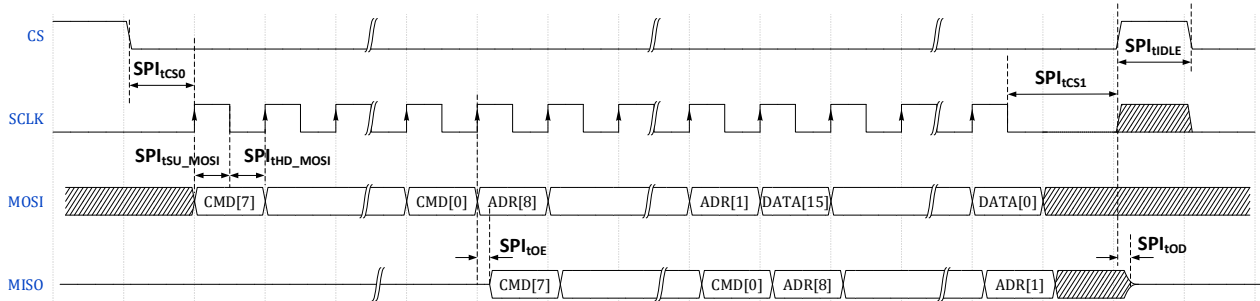 CS
SPItCS0
SPItCS1
SPItIDLE
SCLK
SPItSU_MOSI SPItHD_MOSI
MOSI CMD[7] CMD[0] ADR[8] ADR[1] DATA[15] DATA[0]
SPItOE
SPItOD
MISO CMD[7] CMD[0] ADR[8] ADR[1]